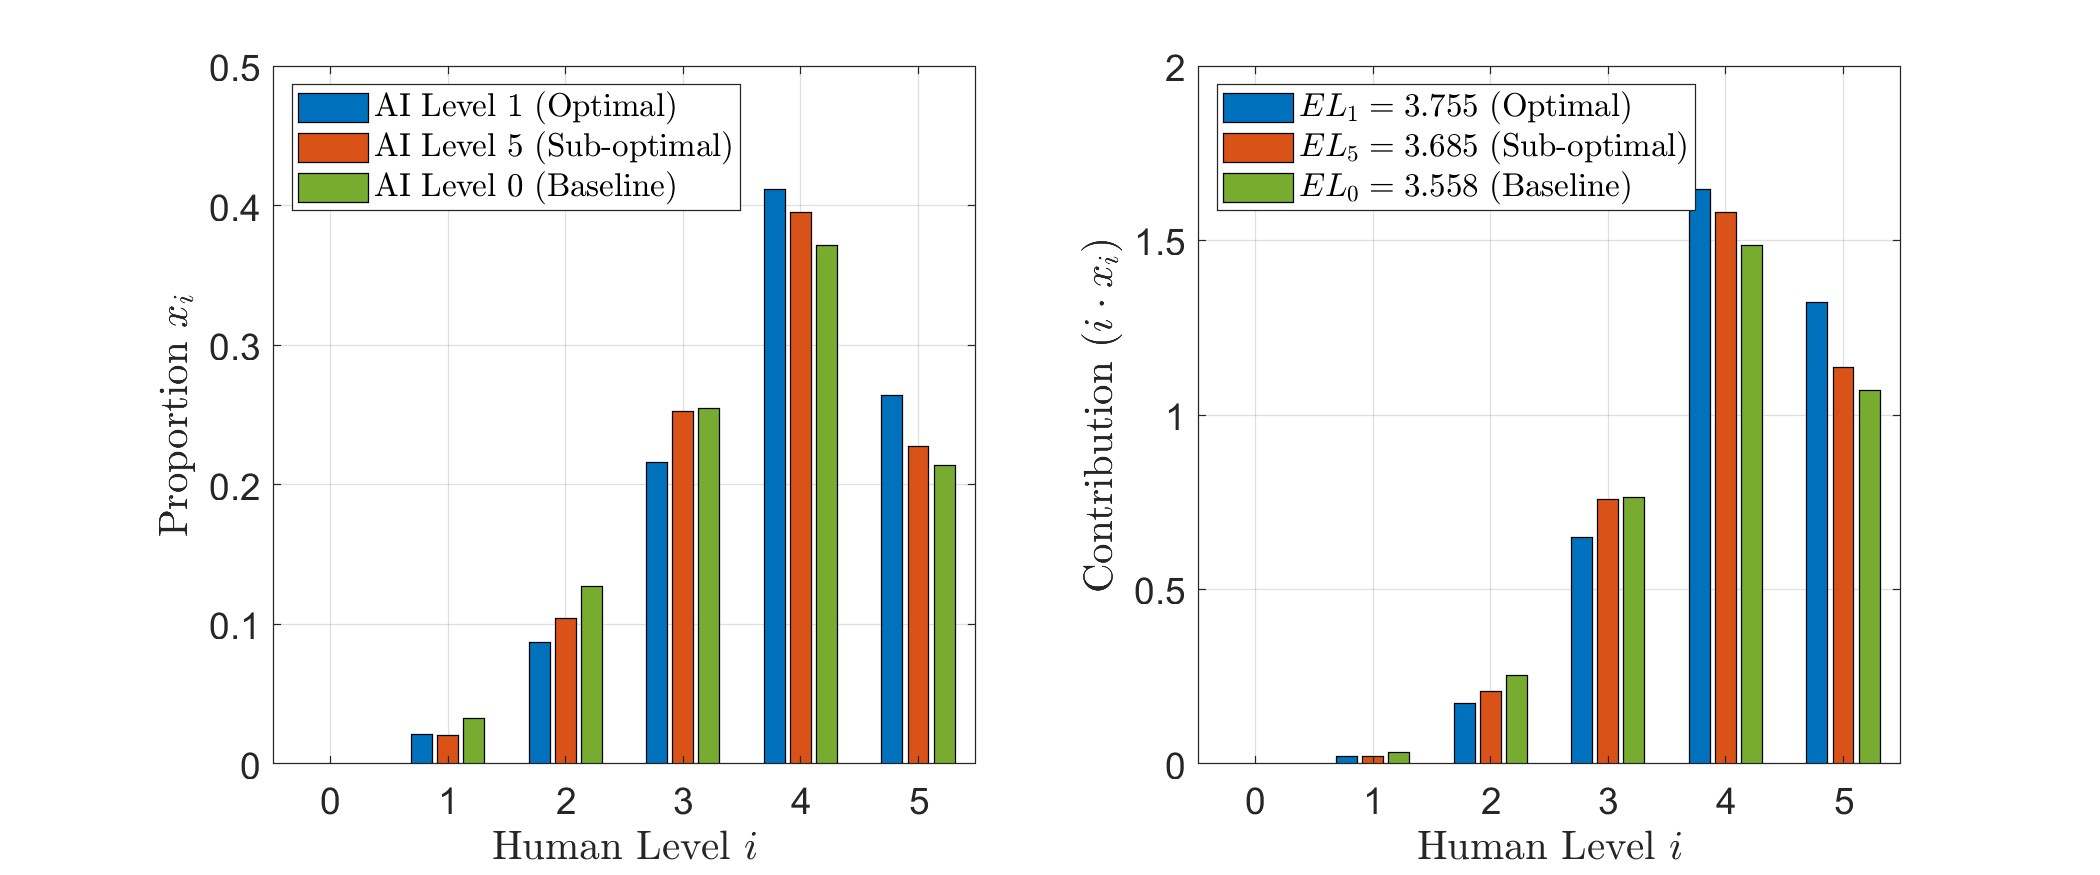 0.5
0.4
0.3
0.2
0.1
0
Proportion x_i
AI Level 1 (Optimal)
AI Level 5 (Sub-optimal)
AI Level 0 (Baseline)
0 1 2 3 4 5
Human Level i
2
1.5
1
0.5
0
Contribution (i · x_i)
EL_1 = 3.755 (Optimal)
EL_5 = 3.685 (Sub-optimal)
EL_0 = 3.558 (Baseline)
0 1 2 3 4 5
Human Level i